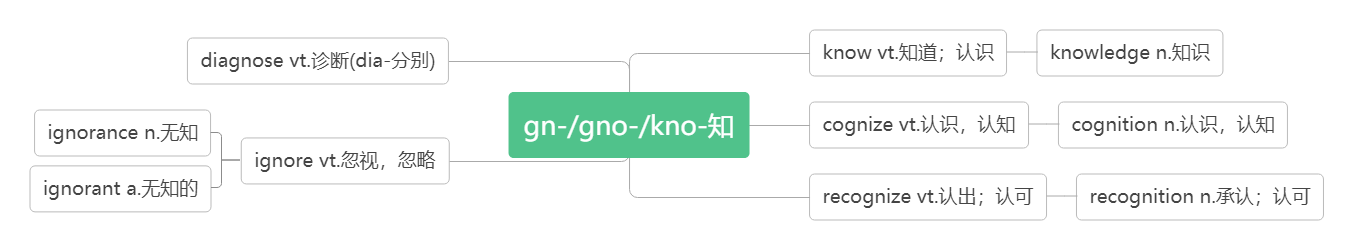 gn-/gno-/kno-知
know vt.知道；认识
knowledge n.知识
cognize vt.认识，认知
cognition n.认识，认知
recognize vt.认出；认可
recognition n.承认；认可
diagnose vt.诊断(dia-分别)
ignore vt.忽视，忽略
ignorance n.无知
ignorant a.无知的